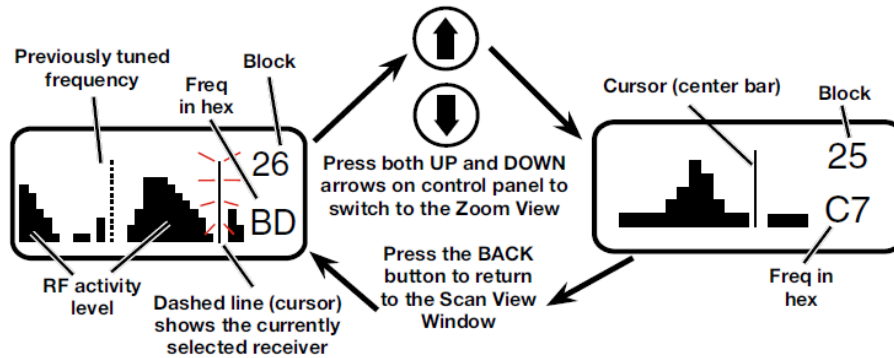 Previously tuned
frequency
Freq
in hex
Block
26
BD
RF activity
level
Dashed line (cursor)
shows the currently
selected receiver
Press both UP and DOWN
arrows on control panel to
switch to the Zoom View
Press the BACK
button to return
to the Scan View
Window
Cursor (center bar)
Block
25
C7
Freq in
hex